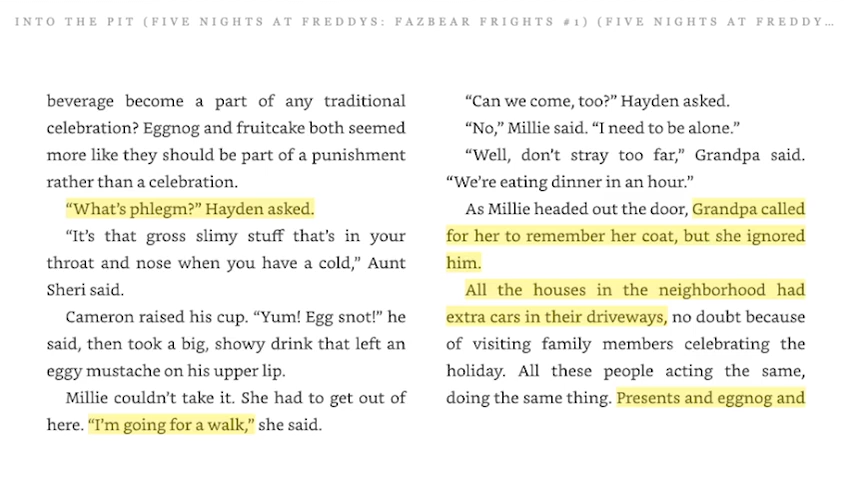 INTO THE PIT (FIVE NIGHTS AT FREDDYS: FAZBEAR FRIGHTS #1) (FIVE NIGHTS AT FREDDY…
beverage become a part of any traditional
celebration? Eggnog and fruitcake both seemed
more like they should be part of a punishment
rather than a celebration.
“What’s phlegm?” Hayden asked.
“It’s that gross slimy stuff that’s in your
throat and nose when you have a cold,” Aunt
Sheri said.
Cameron raised his cup. “Yum! Egg snot!” he
said, then took a big, showy drink that left an
eggy mustache on his upper lip.
Millie couldn’t take it. She had to get out of
here. “I’m going for a walk,” she said.
“Can we come, too?” Hayden asked.
“No,” Millie said. “I need to be alone.”
“Well, don’t stray too far,” Grandpa said.
“We’re eating dinner in an hour.”
As Millie headed out the door, Grandpa called
for her to remember her coat, but she ignored
him.
All the houses in the neighborhood had
extra cars in their driveways, no doubt because
of visiting family members celebrating the
holiday. All these people acting the same,
doing the same thing. Presents and eggnog and